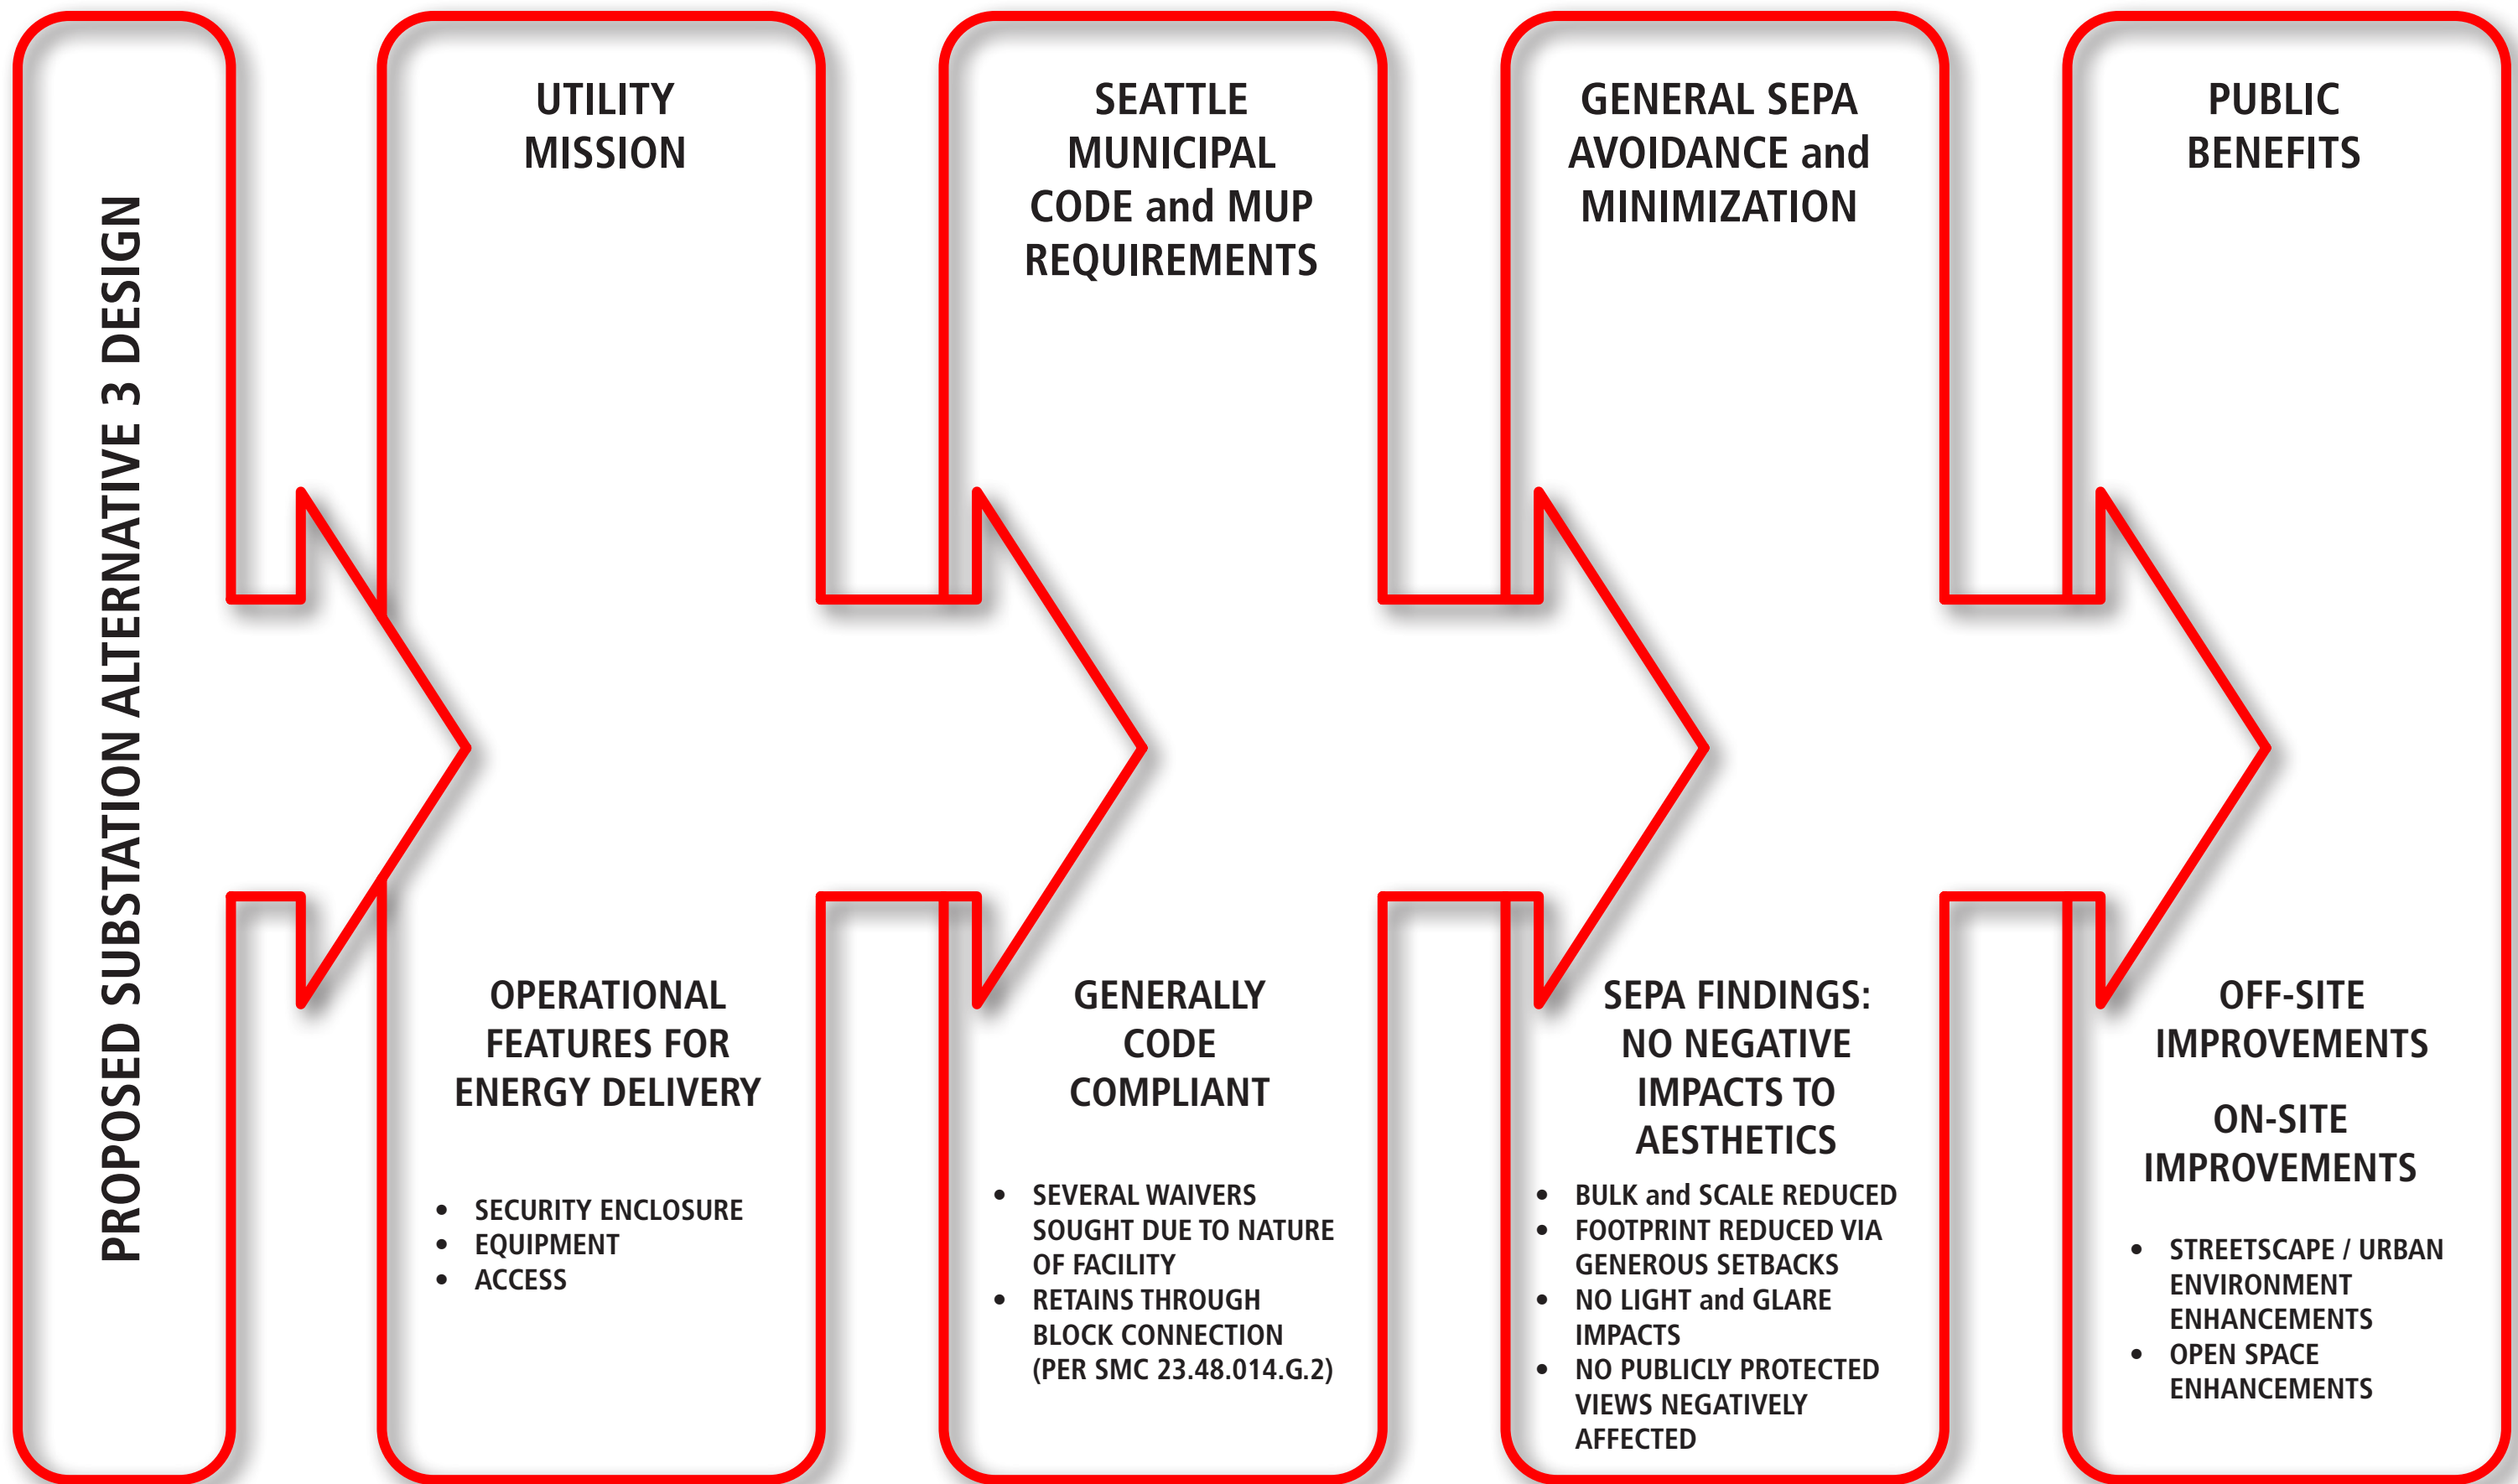 PROPOSED SUBSTATION ALTERNATIVE 3 DESIGN
UTILITY
MISSION
OPERATIONAL
FEATURES FOR
ENERGY DELIVERY
• SECURITY ENCLOSURE
• EQUIPMENT
• ACCESS
SEATTLE
MUNICIPAL
CODE and MUP
REQUIREMENTS
GENERALLY
CODE
COMPLIANT
• SEVERAL WAIVERS
SOUGHT DUE TO NATURE
OF FACILITY
• RETAINS THROUGH
BLOCK CONNECTION
(PER SMC 23.48.014.G.2)
GENERAL SEPA
AVOIDANCE and
MINIMIZATION
SEPA FINDINGS:
NO NEGATIVE
IMPACTS TO
AESTHETICS
• BULK and SCALE REDUCED
• FOOTPRINT REDUCED VIA
GENEROUS SETBACKS
• NO LIGHT and GLARE
IMPACTS
• NO PUBLICLY PROTECTED
VIEWS NEGATIVELY
AFFECTED
PUBLIC
BENEFITS
OFF-SITE
IMPROVEMENTS
ON-SITE
IMPROVEMENTS
• STREETSCAPE / URBAN
ENVIRONMENT
ENHANCEMENTS
• OPEN SPACE
ENHANCEMENTS